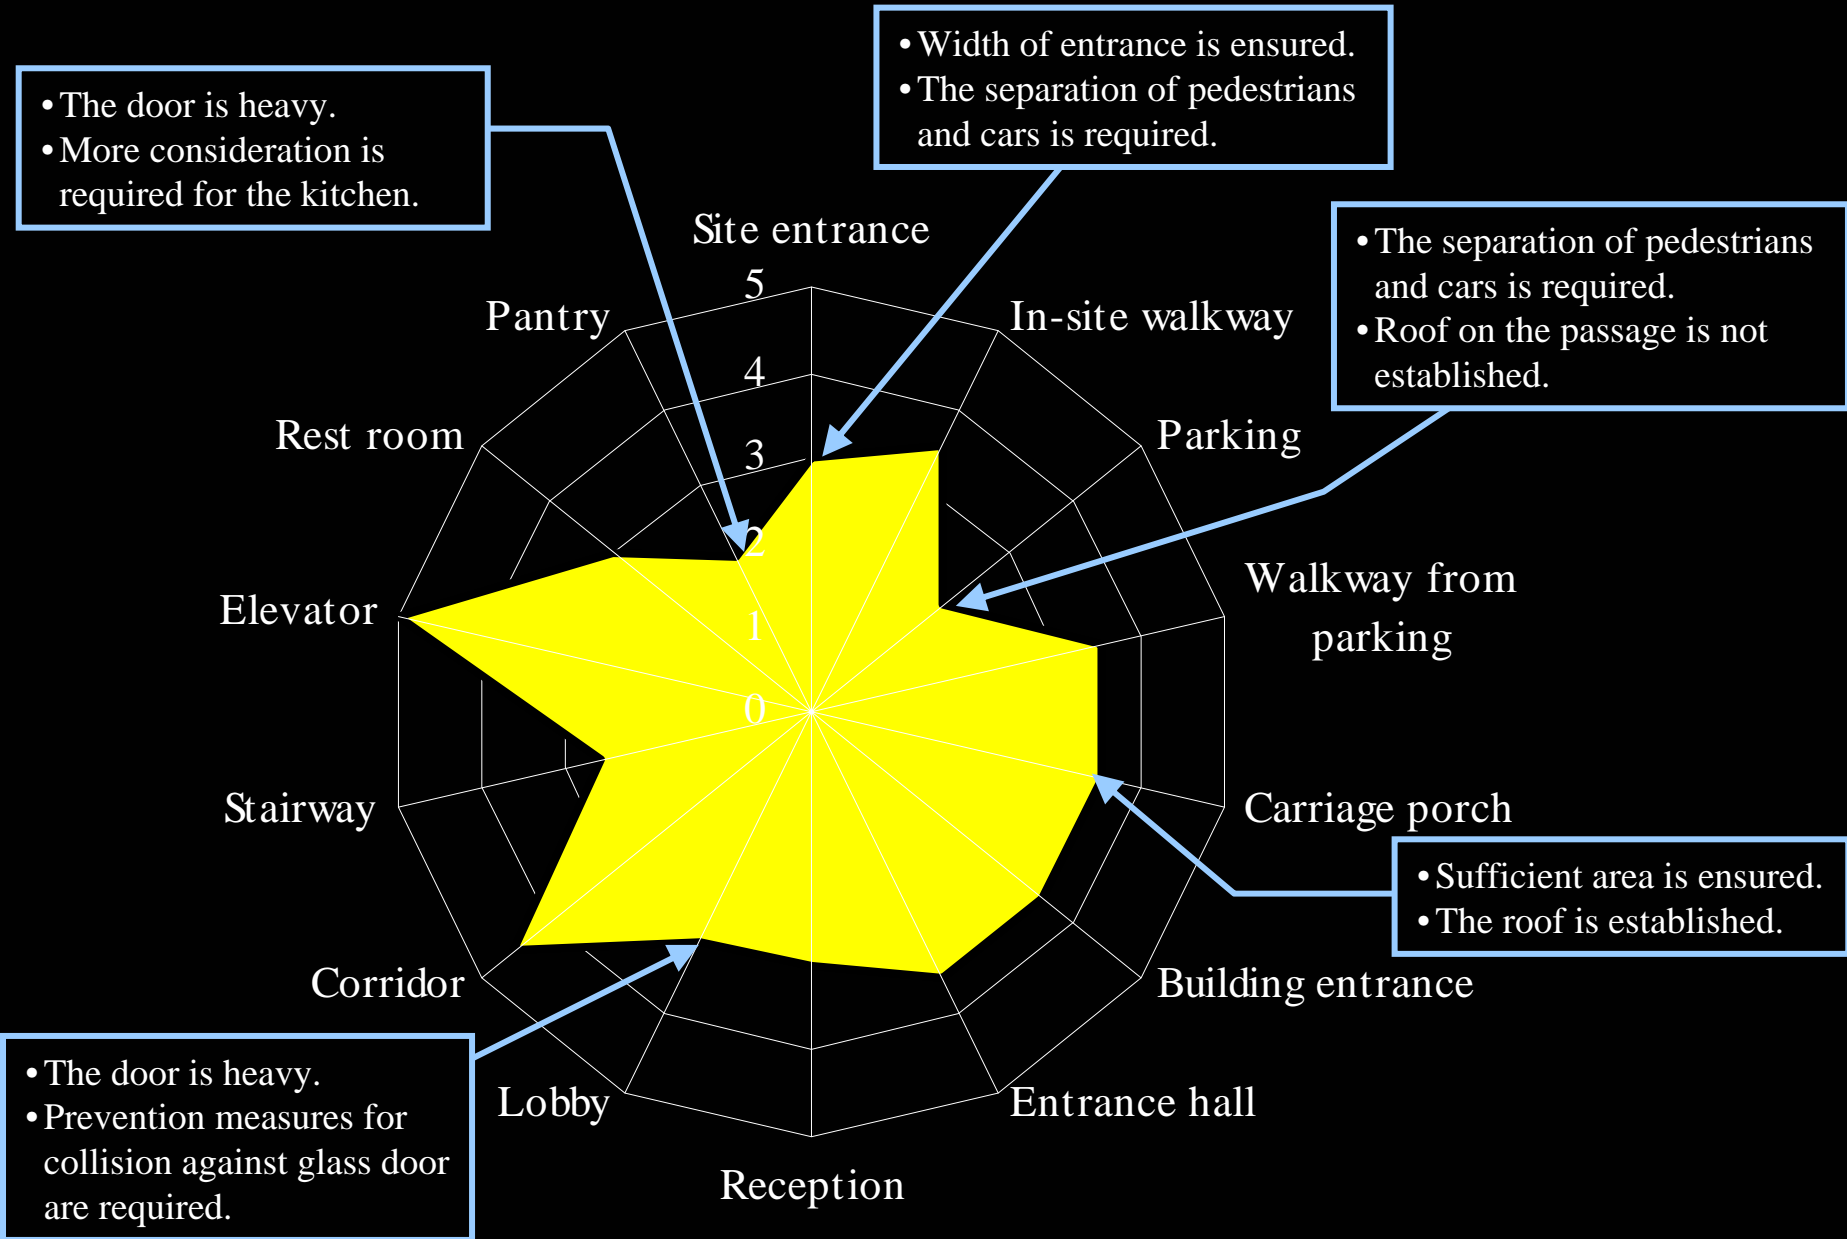 • Width of entrance is ensured.
• The separation of pedestrians
and cars is required.
• The door is heavy.
• More consideration is
required for the kitchen.
• The separation of pedestrians
and cars is required.
• Roof on the passage is not
established.
Site entrance
In-site walkway
Parking
Walkway from
parking
Carriage porch
Building entrance
Entrance hall
Reception
Lobby
Corridor
Stairway
Elevator
Rest room
Pantry
5
4
3
2
1
0
• Sufficient area is ensured.
• The roof is established.
• The door is heavy.
• Prevention measures for
collision against glass door
are required.